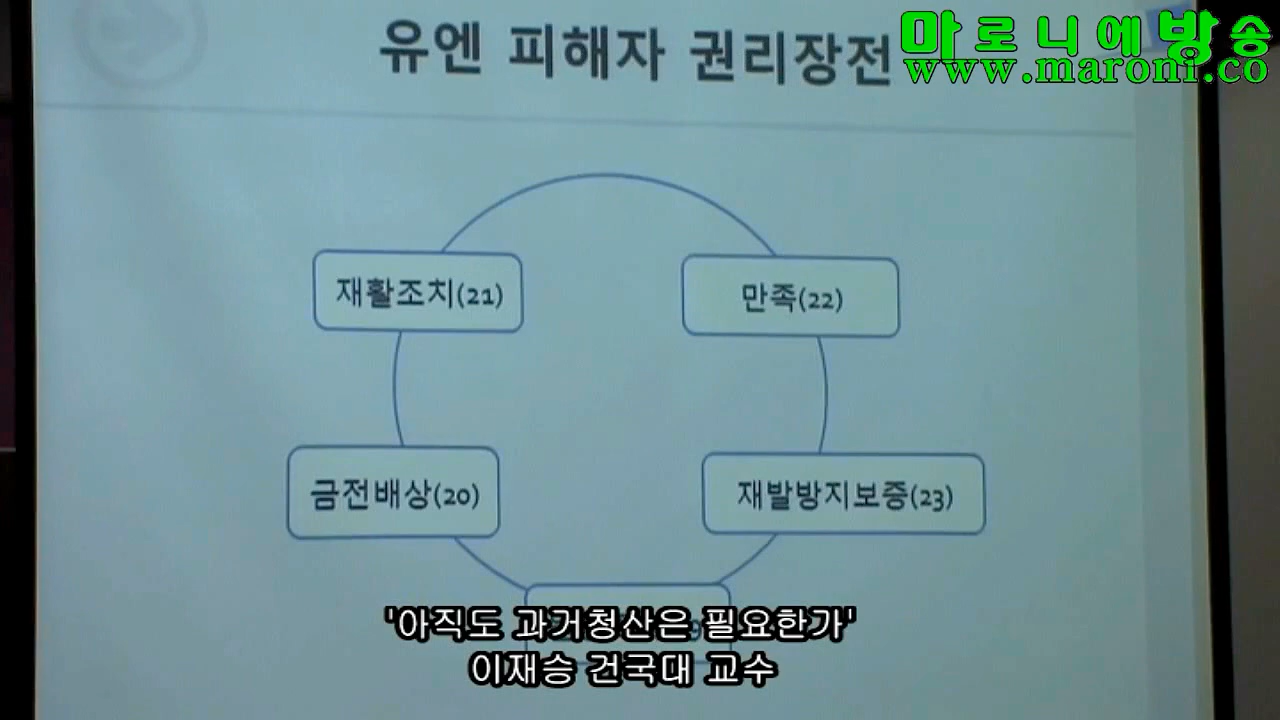 유엔 피해자 권리장전
마로니에방송
www.maroni.co
재활조치(21)
만족(22)
금전배상(20)
재발방지보증(23)
'아직도 과거청산은 필요한가'
이재승 건국대 교수